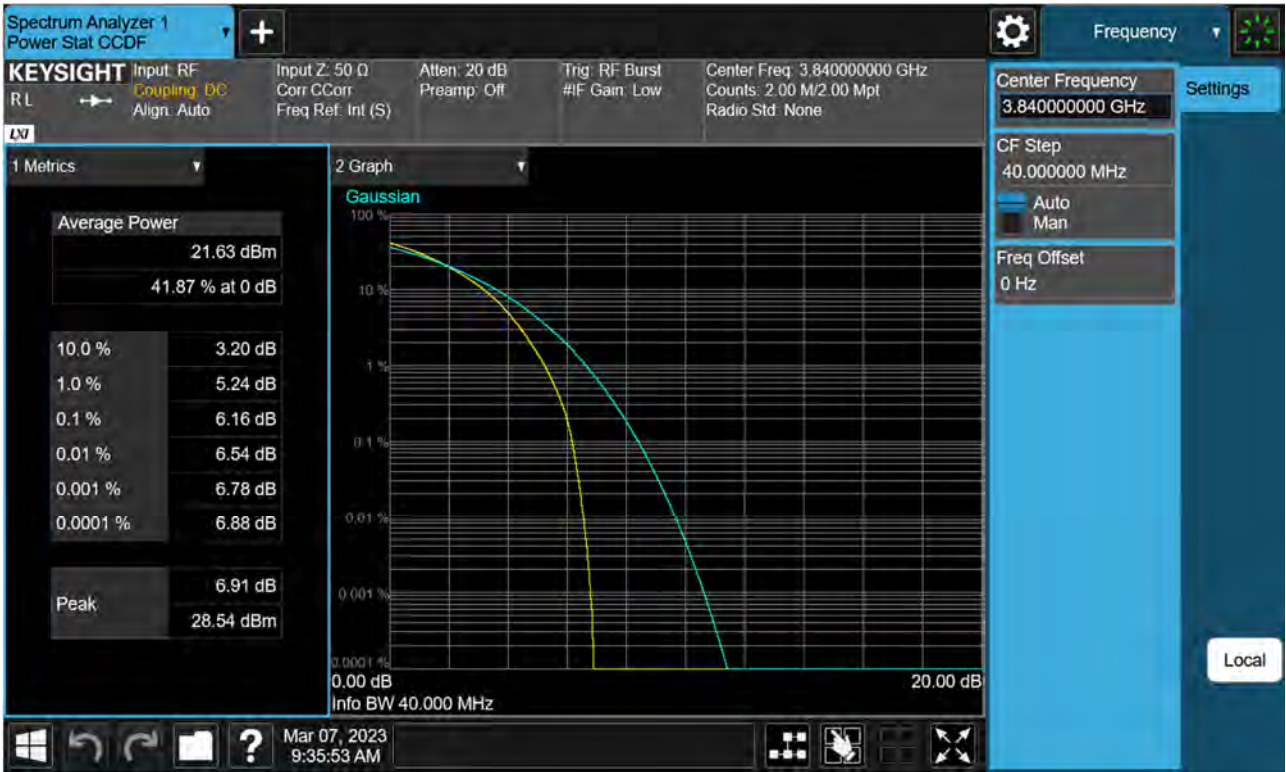 Spectrum Analyzer 1
Power Stat CCDF
+
Frequency
KEYSIGHT
RL
LXI
Input: RF
Coupling: DC
Align: Auto
Input Z: 50 Ω
Corr CCorr
Freq Ref: Int (S)
Atten: 20 dB
Preamp: Off
Trig: RF Burst
#IF Gain: Low
Center Freq: 3.840000000 GHz
Counts: 2.00 M/2.00 Mpt
Radio Std: None
Center Frequency
3.840000000 GHz
Settings
CF Step
40.000000 MHz
Auto
Man
Freq Offset
0 Hz
Local
1 Metrics
Average Power
21.63 dBm
41.87 % at 0 dB
10.0 % 3.20 dB
1.0 % 5.24 dB
0.1 % 6.16 dB
0.01 % 6.54 dB
0.001 % 6.78 dB
0.0001 % 6.88 dB
Peak
6.91 dB
28.54 dBm
2 Graph
Gaussian
100 %
10 %
1 %
0.1 %
0.01 %
0.001 %
0.0001 %
0.00 dB 20.00 dB
Info BW 40.000 MHz
?
Mar 07, 2023
9:35:53 AM